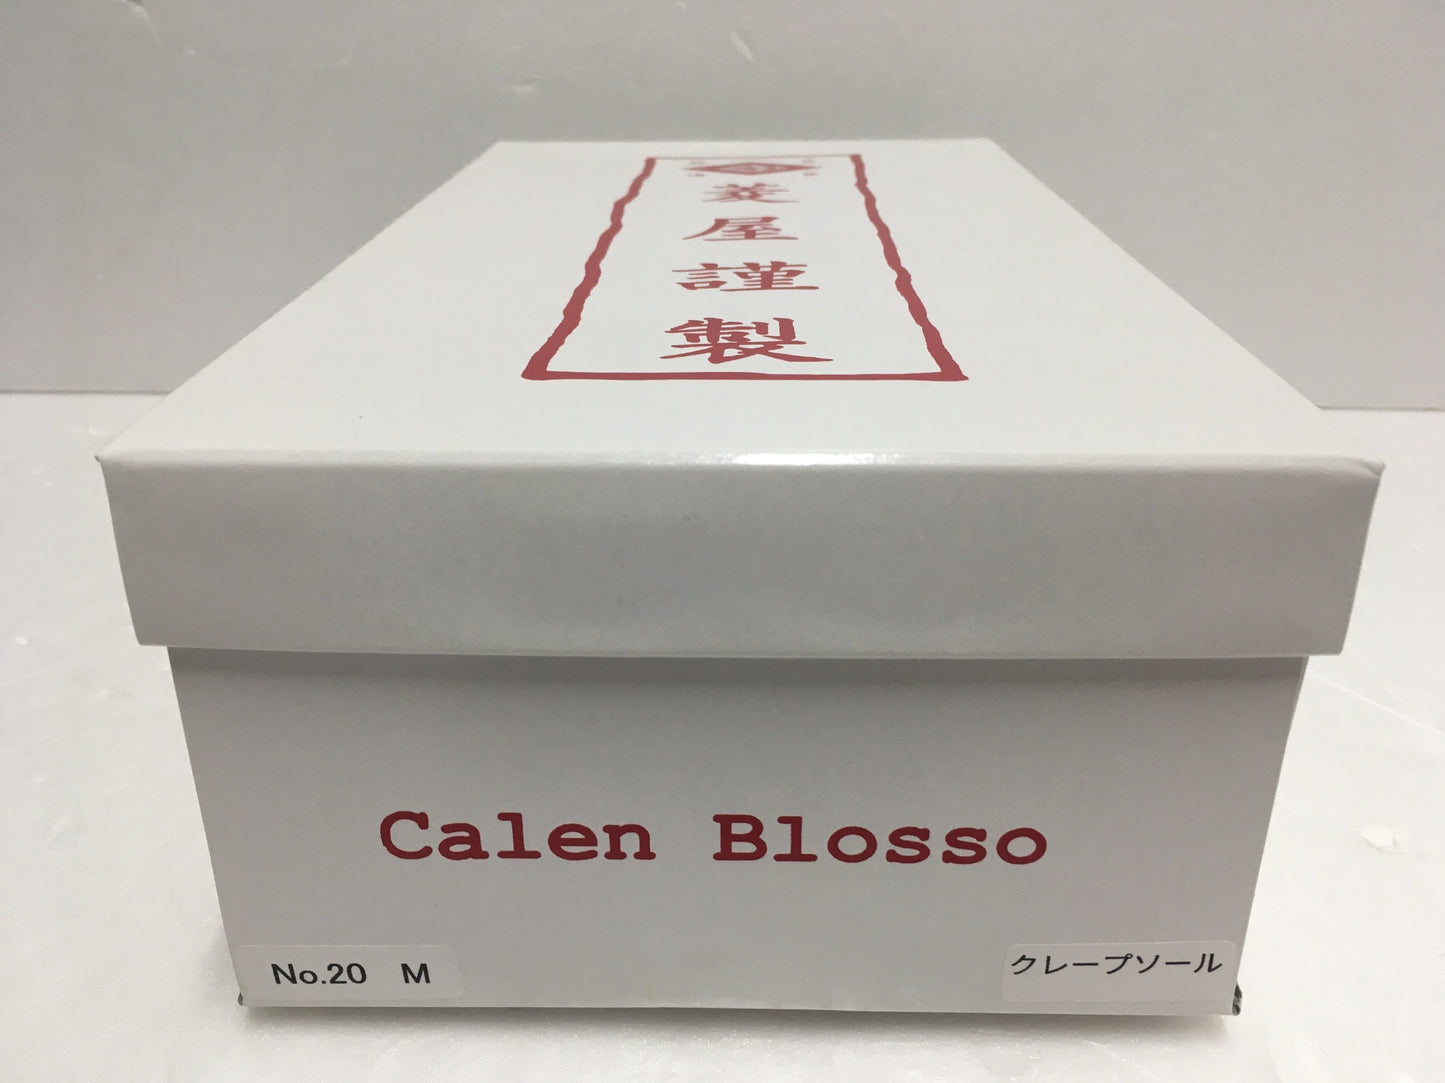 菱屋謹製
Calen Blosso
No.20 M
クレープソール